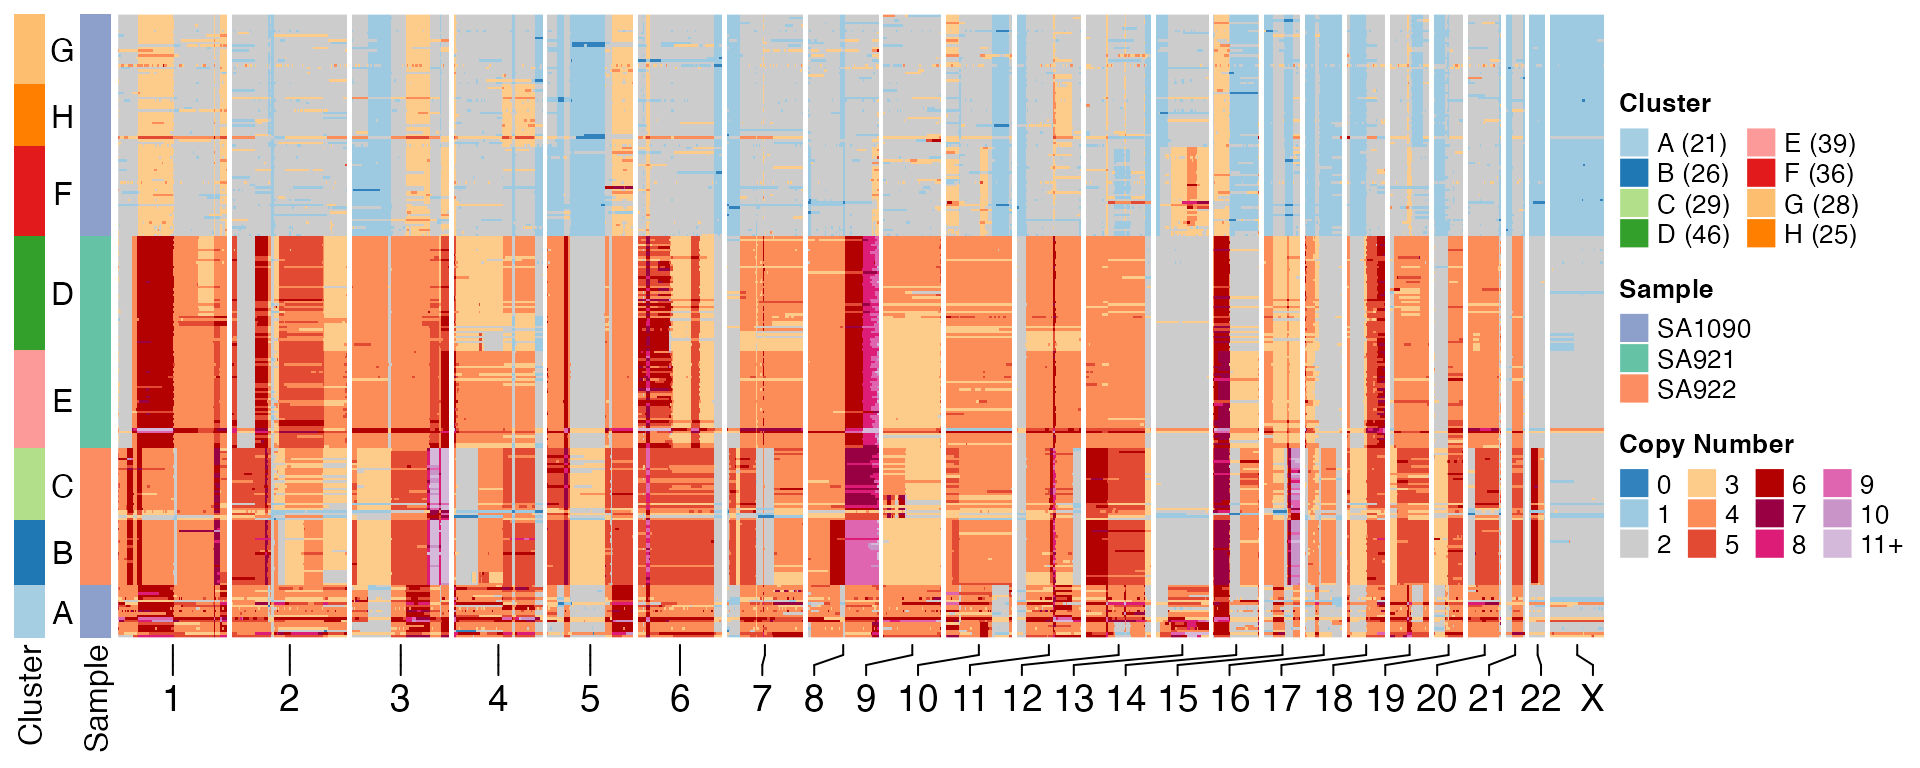 G
H
F
D
E
C
B
A
Cluster
Sample
1 2 3 4 5 6 7 8 9 10 11 12 13 14 15 16 17 18 19 20 21 22 X
Cluster
A (21) E (39)
B (26) F (36)
C (29) G (28)
D (46) H (25)
Sample
SA1090
SA921
SA922
Copy Number
0 3 6 9
1 4 7 10
2 5 8 11+